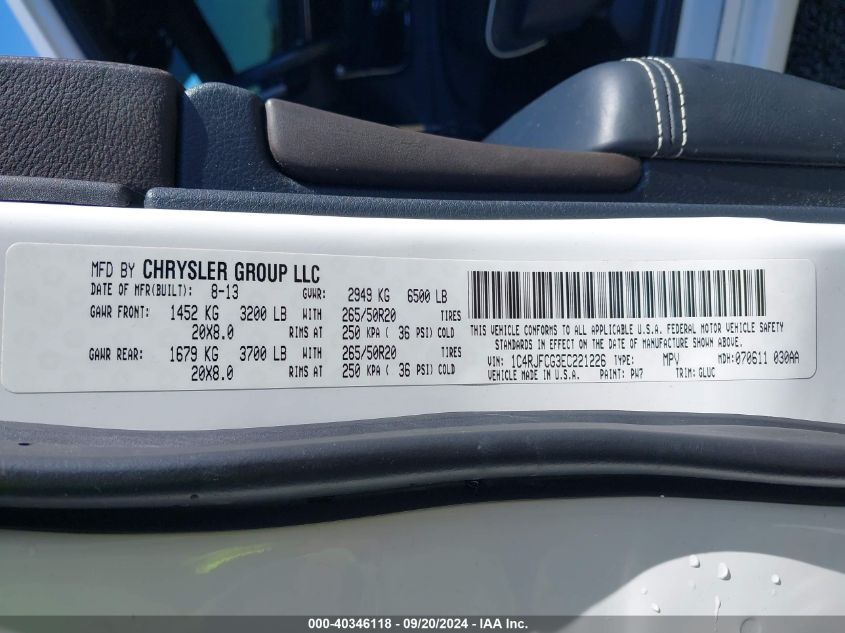 MFD BY CHRYSLER GROUP LLC
DATE OF MFR(BUILT): 8-13 GVWR: 2949 KG 6500 LB
GAWR FRONT: 1452 KG 3200 LB WITH 265/50R20 TIRES
20X8.0 RIMS AT 250 KPA ( 36 PSI) COLD
GAWR REAR: 1679 KG 3700 LB WITH 265/50R20 TIRES
20X8.0 RIMS AT 250 KPA ( 36 PSI) COLD
THIS VEHICLE CONFORMS TO ALL APPLICABLE U.S.A. FEDERAL MOTOR VEHICLE SAFETY
STANDARDS IN EFFECT ON THE DATE OF MANUFACTURE SHOWN ABOVE.
VIN: 1C4RJFCG3EC221226 TYPE: MPV MDH: 070611 030AA
VEHICLE MADE IN U.S.A. PAINT: PW7 TRIM: GLUC
000-40346118 - 09/20/2024 - IAA Inc.